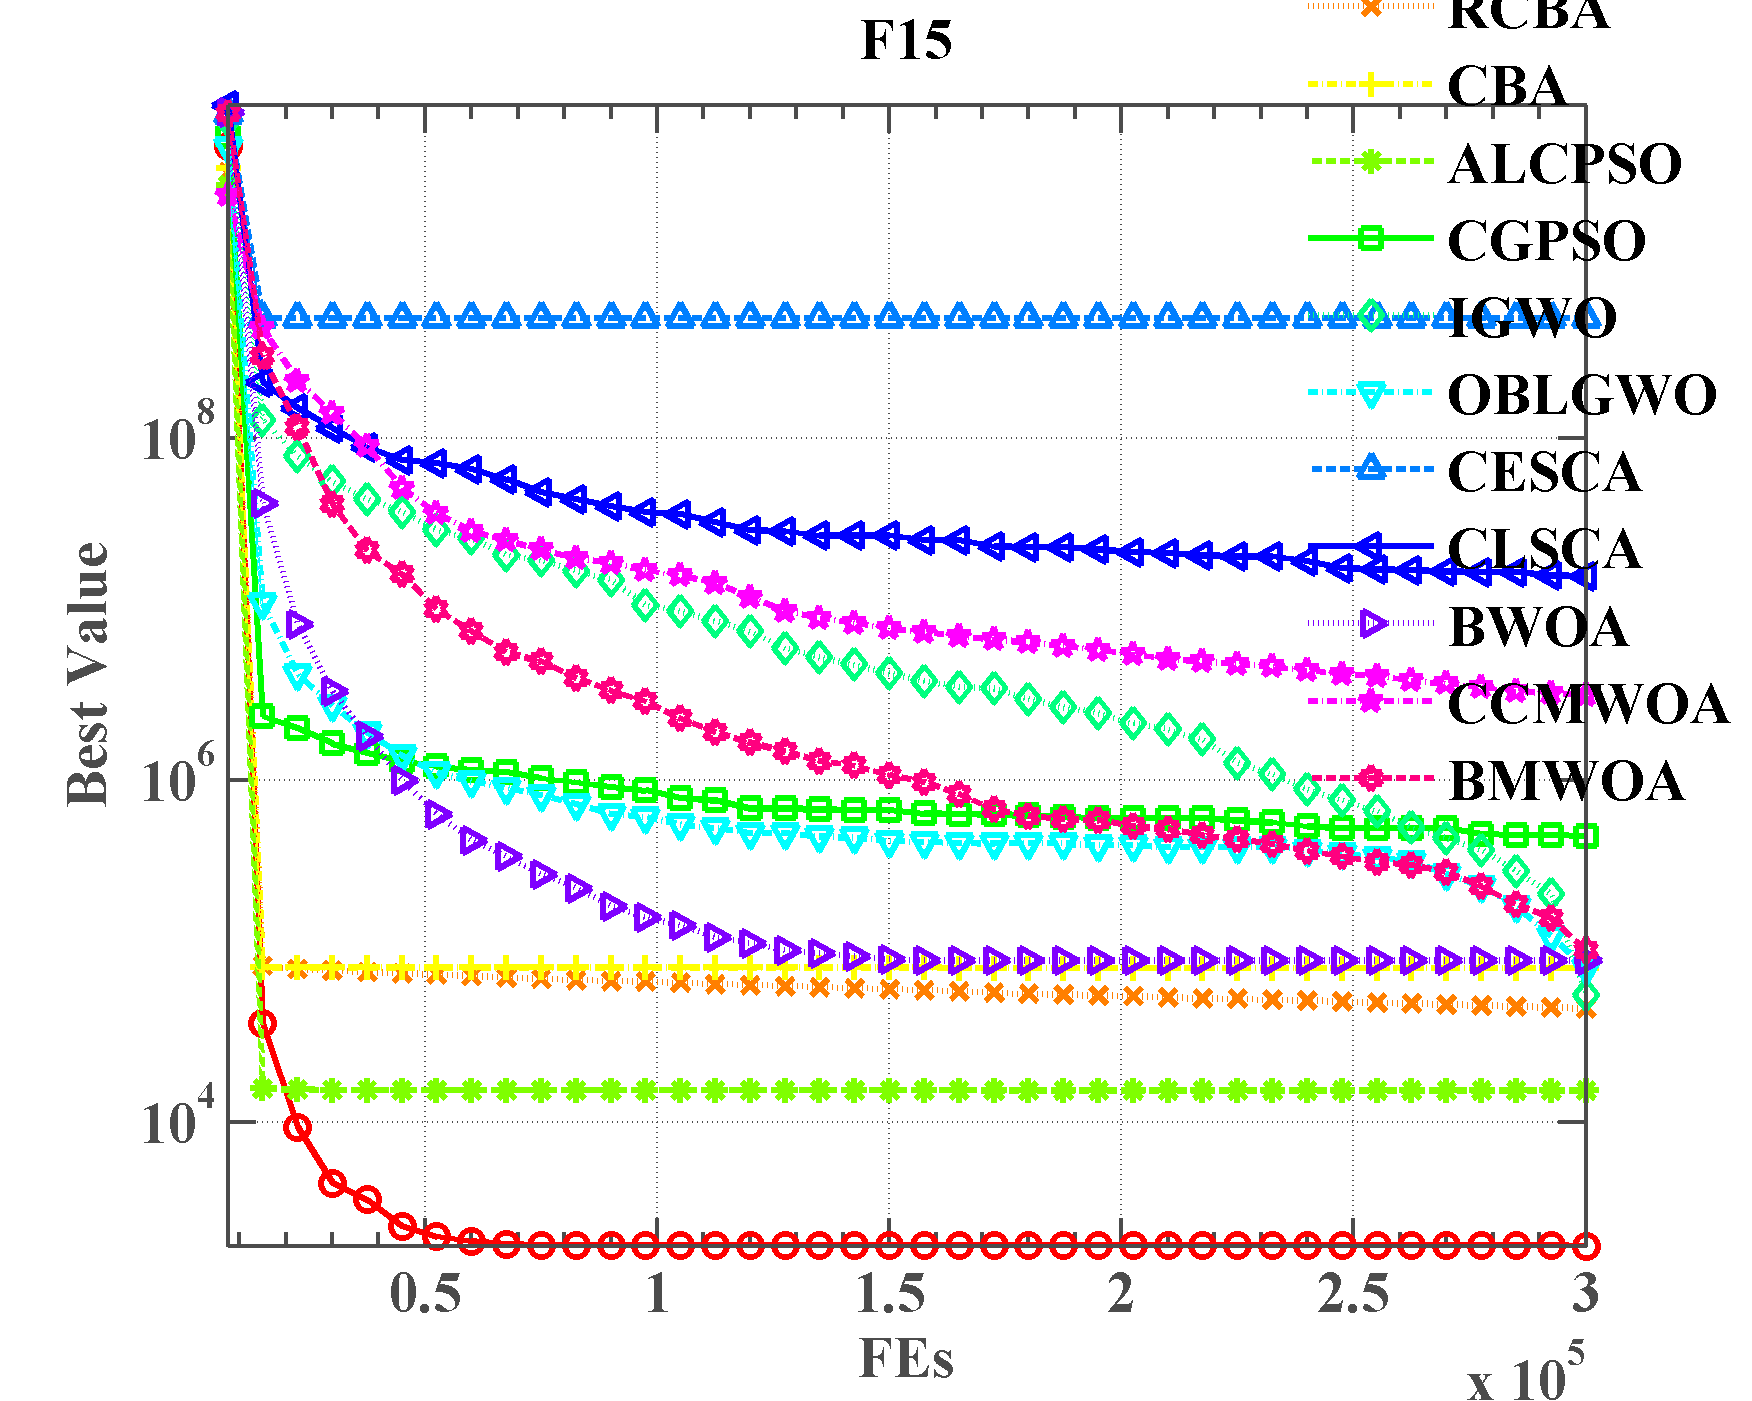 RCBA
F15
CBA
ALCPSO
CGPSO
IGWO
OBLGWO
CESCA
CLSCA
BWOA
CCMWOA
BMWOA
Best Value
10^8
10^6
10^4
0.5 1 1.5 2 2.5 3
FEs
x 10^5